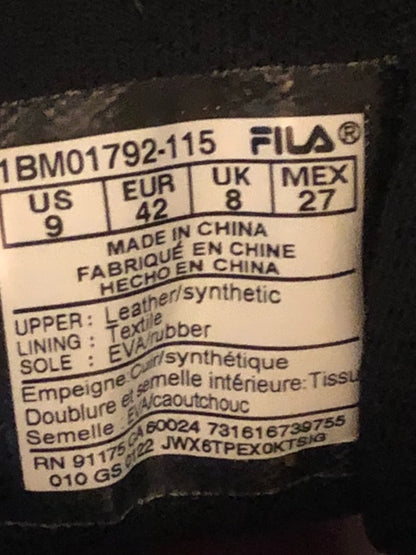 1BM01792-115 FILA®
US EUR UK MEX
9 42 8 27
MADE IN CHINA
FABRIQUÉ EN CHINE
HECHO EN CHINA
UPPER : Leather/synthetic
LINING : Textile
SOLE : EVA/rubber
Empeigne: Cuir/synthétique
Doublure et semelle intérieure: Tissu
Semelle : EVA/caoutchouc
RN 91175 CA 60024 731616739755
010 GS 0122 JWX6TPEX0KTSIG